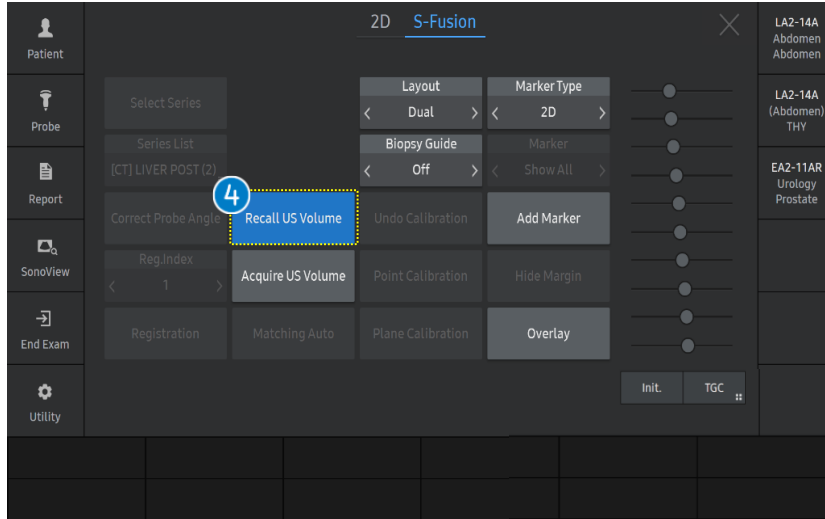 2D S-Fusion
Patient
Probe
Report
SonoView
End Exam
Utility
Select Series
Layout
Dual
Marker Type
2D
Series List
[CT] LIVER POST (2)
Biopsy Guide
Off
Marker
Show All
4
Correct Probe Angle
Recall US Volume
Undo Calibration
Add Marker
Reg.Index
1
Acquire US Volume
Point Calibration
Hide Margin
Registration
Matching Auto
Plane Calibration
Overlay
Init.
TGC
LA2-14A
Abdomen
Abdomen
LA2-14A
(Abdomen)
THY
EA2-11AR
Urology
Prostate